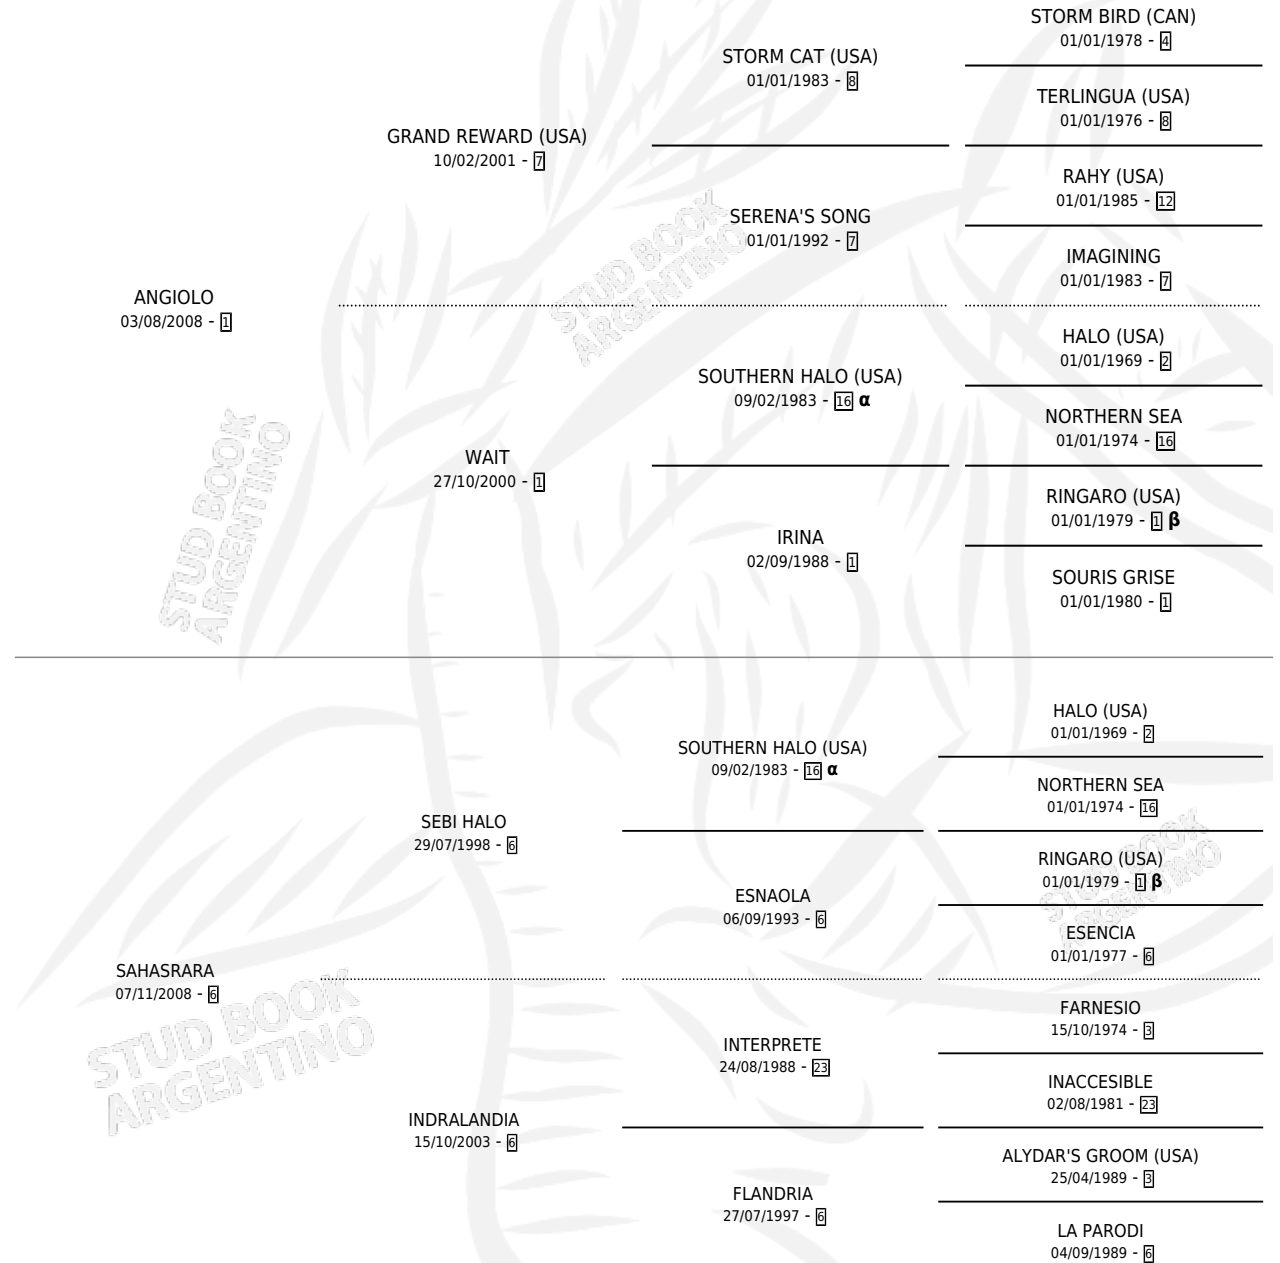 STORM BIRD (CAN)
01/01/1978 - 4
STORM CAT (USA)
01/01/1983 - 8
TERLINGUA (USA)
01/01/1976 - 8
GRAND REWARD (USA)
10/02/2001 - 7
RAHY (USA)
01/01/1985 - 12
SERENA'S SONG
01/01/1992 - 7
IMAGINING
01/01/1983 - 7
ANGIOLO
03/08/2008 - 1
HALO (USA)
01/01/1969 - 2
SOUTHERN HALO (USA)
09/02/1983 - 16 α
NORTHERN SEA
01/01/1974 - 16
WAIT
27/10/2000 - 1
RINGARO (USA)
01/01/1979 - 1 β
IRINA
02/09/1988 - 1
SOURIS GRISE
01/01/1980 - 1
STUD BOOK
ARGENTINO
STUD BOOK
ARGENTINO
HALO (USA)
01/01/1969 - 2
SOUTHERN HALO (USA)
09/02/1983 - 16 α
NORTHERN SEA
01/01/1974 - 16
SEBI HALO
29/07/1998 - 6
RINGARO (USA)
01/01/1979 - 1 β
ESNAOLA
06/09/1993 - 6
ESENCIA
01/01/1977 - 6
SAHASRARA
07/11/2008 - 6
FARNESIO
15/10/1974 - 3
INTERPRETE
24/08/1988 - 23
INACCESIBLE
02/08/1981 - 23
INDRALANDIA
15/10/2003 - 6
ALYDAR'S GROOM (USA)
25/04/1989 - 3
FLANDRIA
27/07/1997 - 6
LA PARODI
04/09/1989 - 6
STUD BOOK
ARGENTINO
STUD BOOK
ARGENTINO